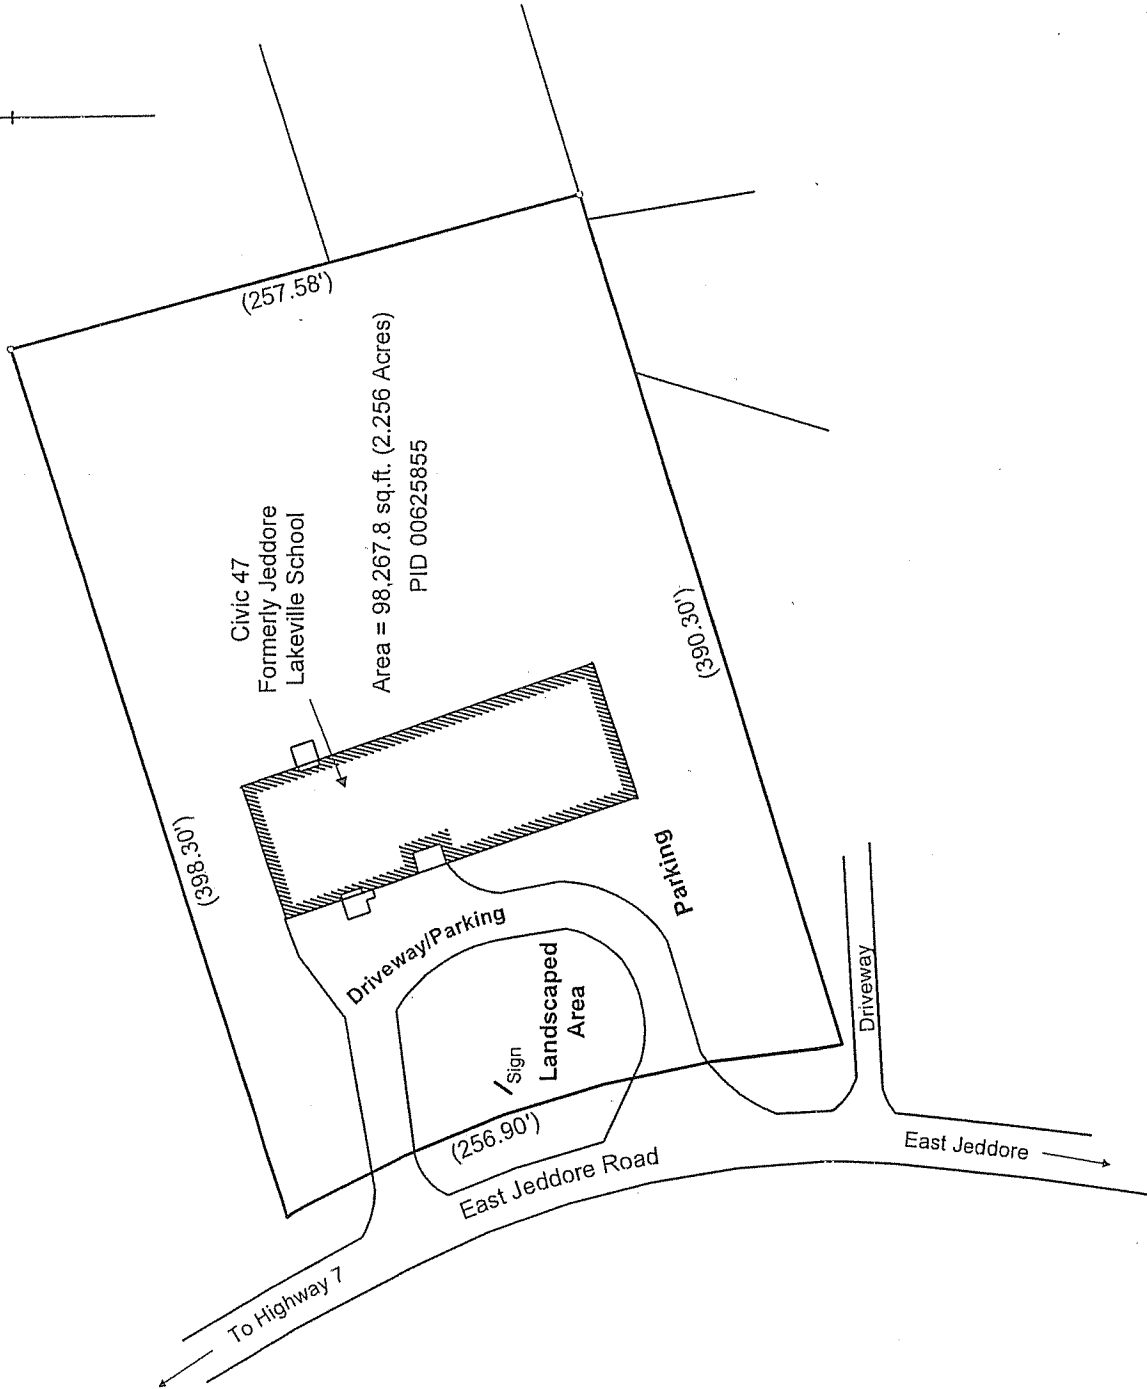 (257.58')
Civic 47
Formerly Jeddore
Lakeville School
Area = 98,267.8 sq.ft. (2.256 Acres)
PID 00625855
(398.30')
(390.30')
Driveway/Parking
Parking
Landscaped
Area
Sign
Driveway
(256.90')
East Jeddore Road
East Jeddore
To Highway 7